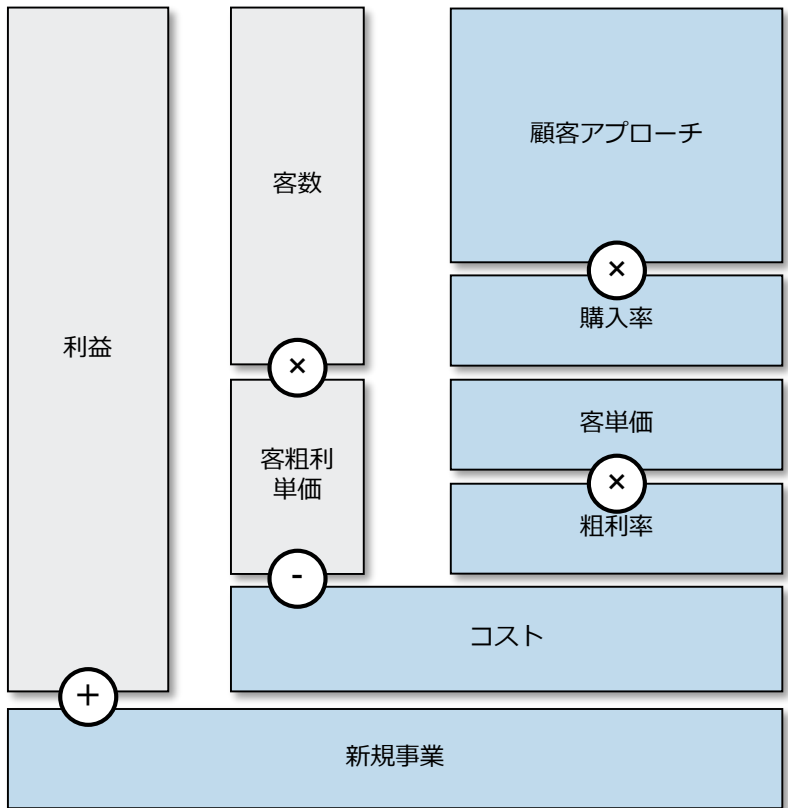 利益
客数
顧客アプローチ
×
購入率
×
客粗利
単価
客単価
×
粗利率
-
コスト
+
新規事業